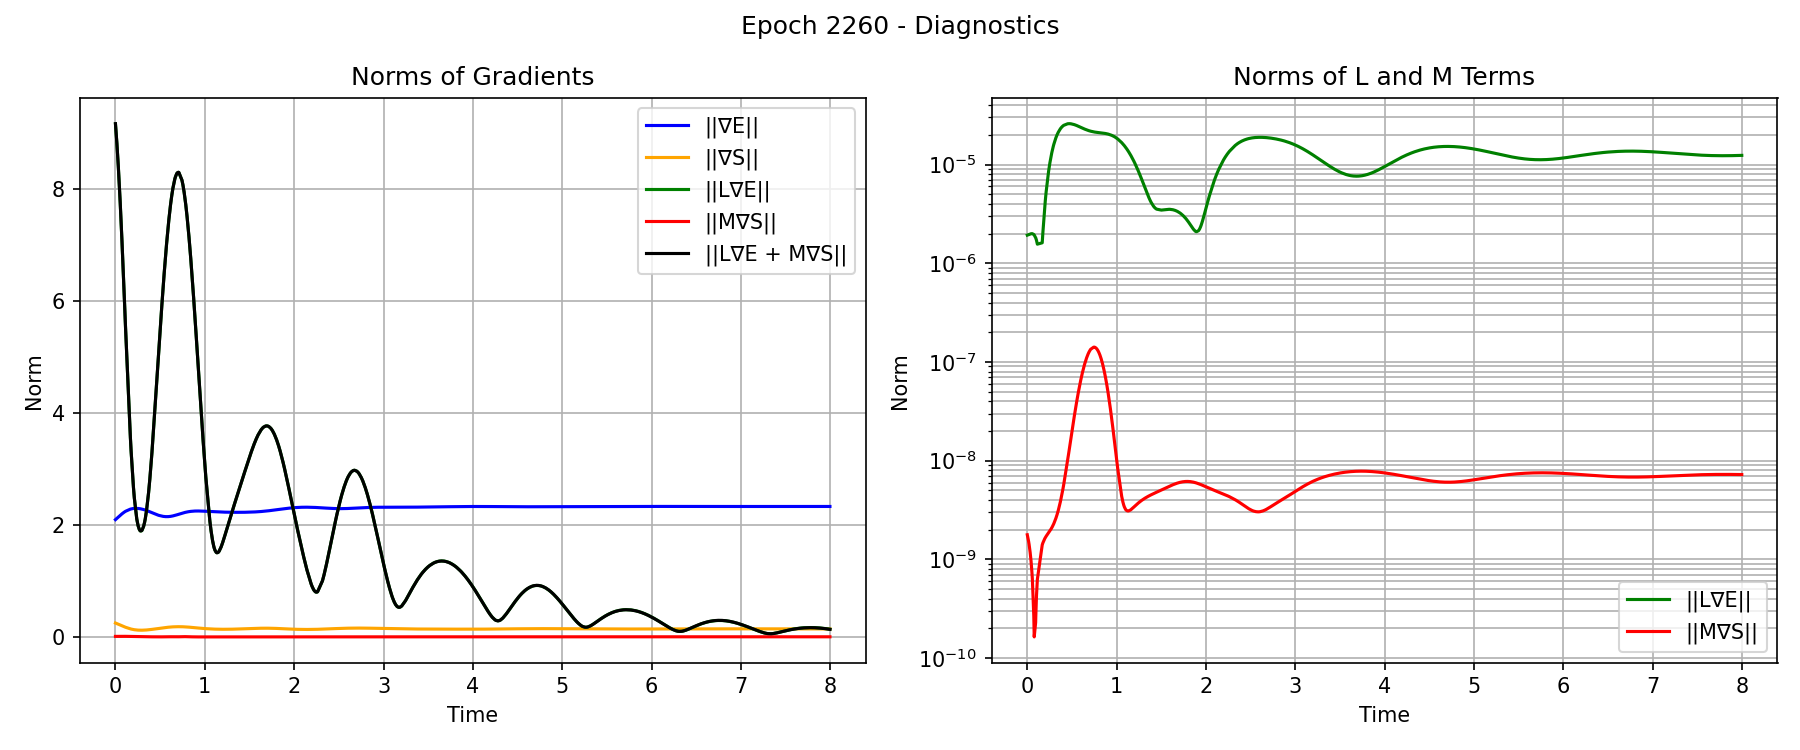 Epoch 2260 - Diagnostics
Norms of Gradients
Norm
8
6
4
2
0
||∇E||
||∇S||
||L∇E||
||M∇S||
||L∇E + M∇S||
0 1 2 3 4 5 6 7 8
Time
Norms of L and M Terms
Norm
10⁻⁵
10⁻⁶
10⁻⁷
10⁻⁸
10⁻⁹
10⁻¹⁰
||L∇E||
||M∇S||
0 1 2 3 4 5 6 7 8
Time